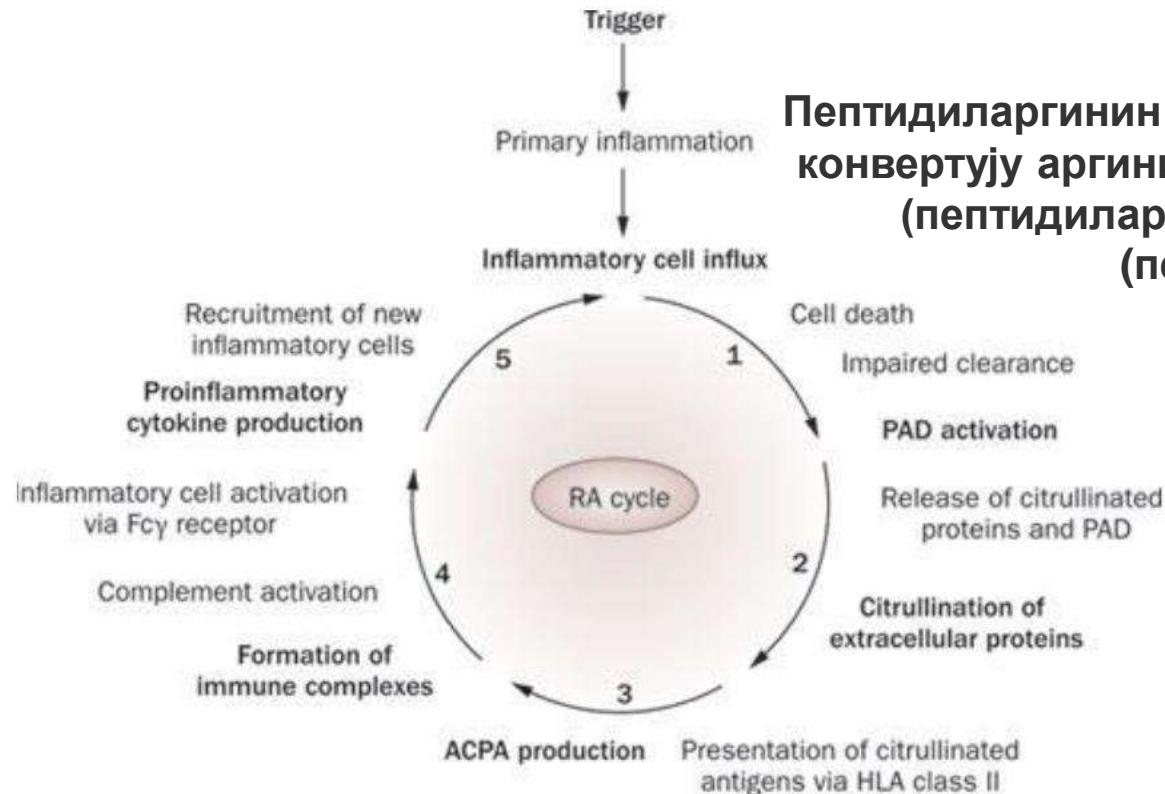 Trigger
Primary inflammation
Пептидиларгинин
конвертују
(пептидилар
Inflammatory cell influx
Recruitment of new
inflammatory cells
5
Cell death
1
Impaired clearance
Proinflammatory
cytokine production
PAD activation
Inflammatory cell activation
via Fcγ receptor
RA cycle
Release of citrullinated
proteins and PAD
4
2
Complement activation
Citrullination of
extracellular proteins
Formation of
immune complexes
3
ACPA production
Presentation of citrullinated
antigens via HLA class II